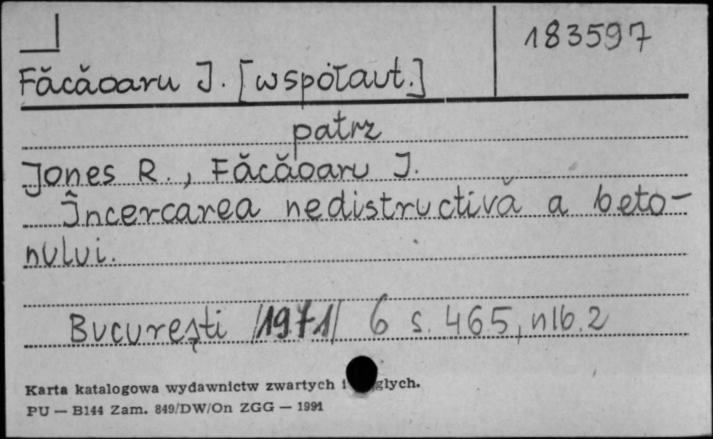 183597
Făcăoaru J. [współaut.]
patrz
Jones R., Făcăoaru J.
Încercarea nedistructivă a beto-
nului.
Bucureşti /1971/ 6 s. 465, nlb. 2
Karta katalogowa wydawnictw zwartych i
PU — B144 Zam. 849/DW/On ZGG — 1991